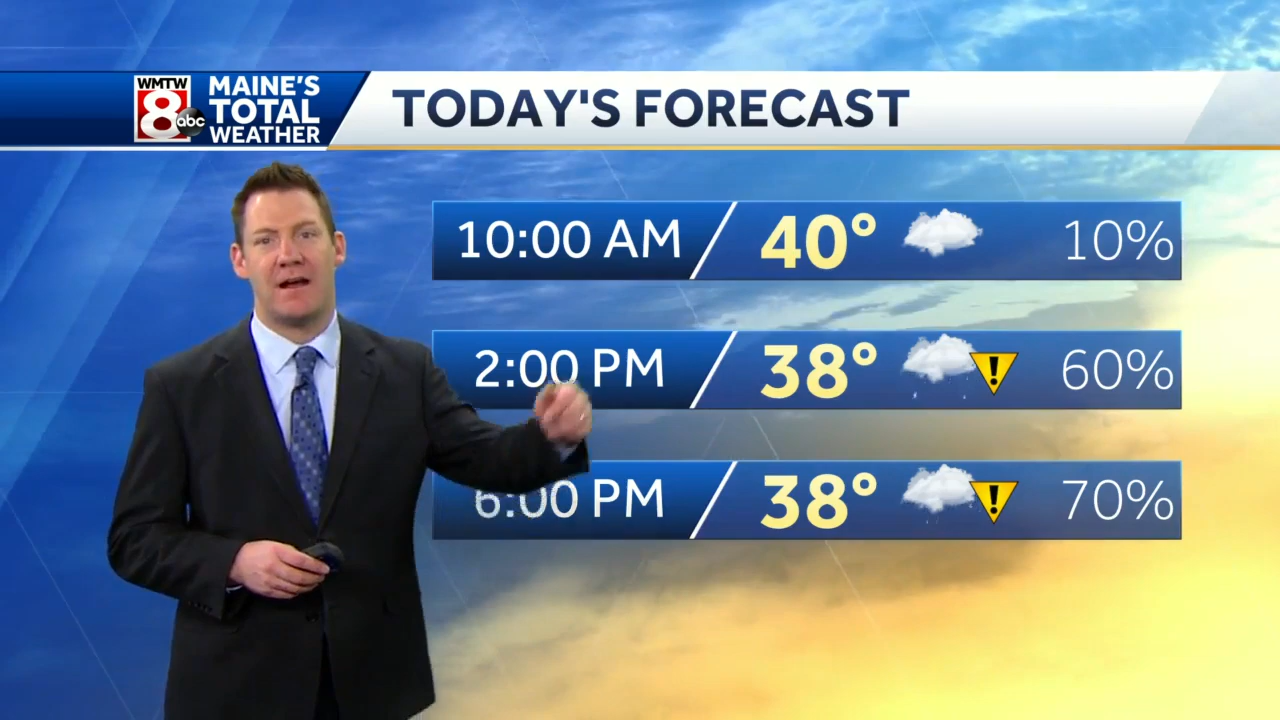 WMTW
8
abc
MAINE'S
TOTAL
WEATHER
TODAY'S FORECAST
10:00 AM 40° 10%
2:00 PM 38° ! 60%
6:00 PM 38° ! 70%